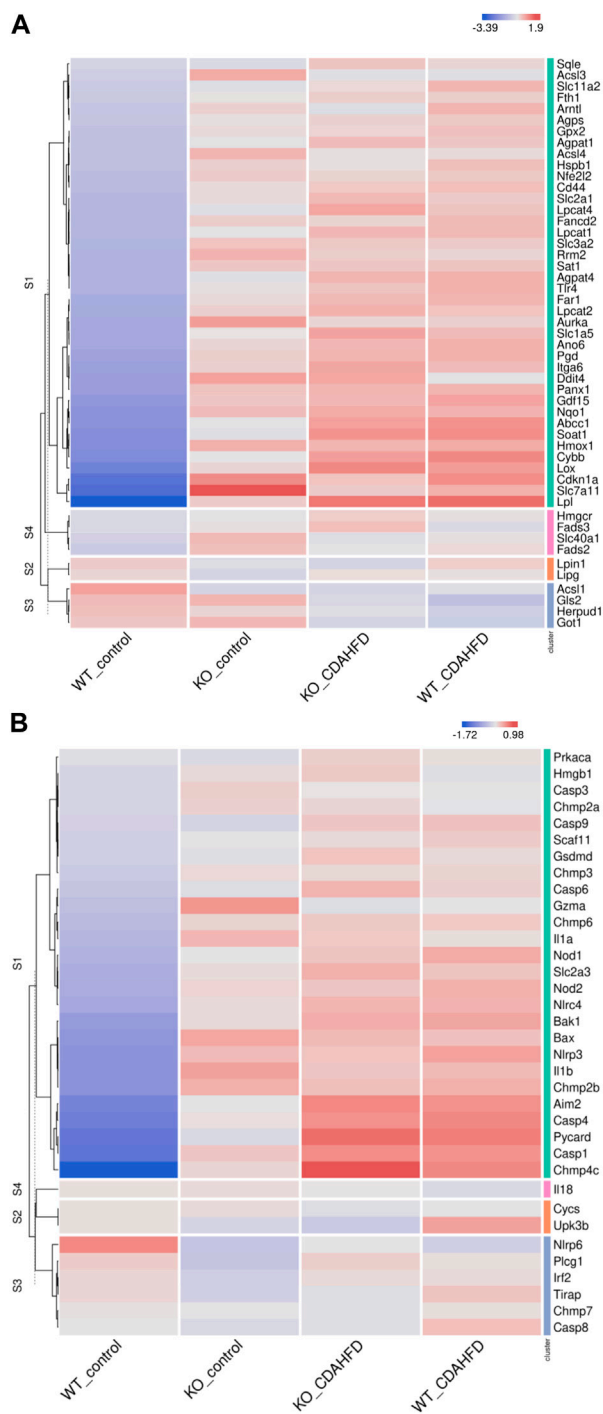 A
-3.39 1.9
Sqle
Acsl3
Slc11a2
Fth1
Arntl
Agps
Gpx2
Agpat1
Acsl4
Hspb1
Nfe2l2
Cd44
Slc2a1
Lpcat4
Fancd2
Lpcat1
Slc3a2
Rrm2
Sat1
Agpat4
Tlr4
Far1
Lpcat2
Aurka
Slc1a5
Ano6
Pgd
Itga6
Ddit4
Panx1
Gdf15
Nqo1
Abcc1
Soat1
Hmox1
Cybb
Lox
Cdkn1a
Slc7a11
Lpl
S1
Hmgcr
Fads3
Slc40a1
Fads2
S4
Lpin1
Lipg
S2
Acsl1
Gls2
Herpud1
Got1
S3
cluster
WT_control KO_control KO_CDAHFD WT_CDAHFD
B
-1.72 0.98
Prkaca
Hmgb1
Casp3
Chmp2a
Casp9
Scaf11
Gsdmd
Chmp3
Casp6
Gzma
Chmp6
Il1a
Nod1
Slc2a3
Nod2
Nlrc4
Bak1
Bax
Nlrp3
Il1b
Chmp2b
Aim2
Casp4
Pycard
Casp1
Chmp4c
S1
Il18
S4
Cycs
Upk3b
S2
Nlrp6
Plcg1
Irf2
Tirap
Chmp7
Casp8
S3
cluster
WT_control KO_control KO_CDAHFD WT_CDAHFD